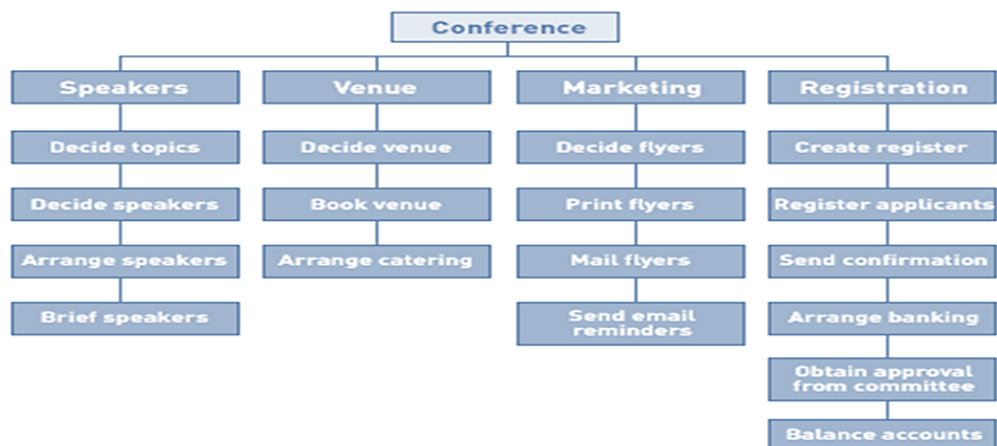 Conference
Speakers
Venue
Marketing
Registration
Decide topics
Decide venue
Decide flyers
Create register
Decide speakers
Book venue
Print flyers
Register applicants
Arrange speakers
Arrange catering
Mail flyers
Send confirmation
Brief speakers
Send email
reminders
Arrange banking
Obtain approval
from committee
Balance accounts